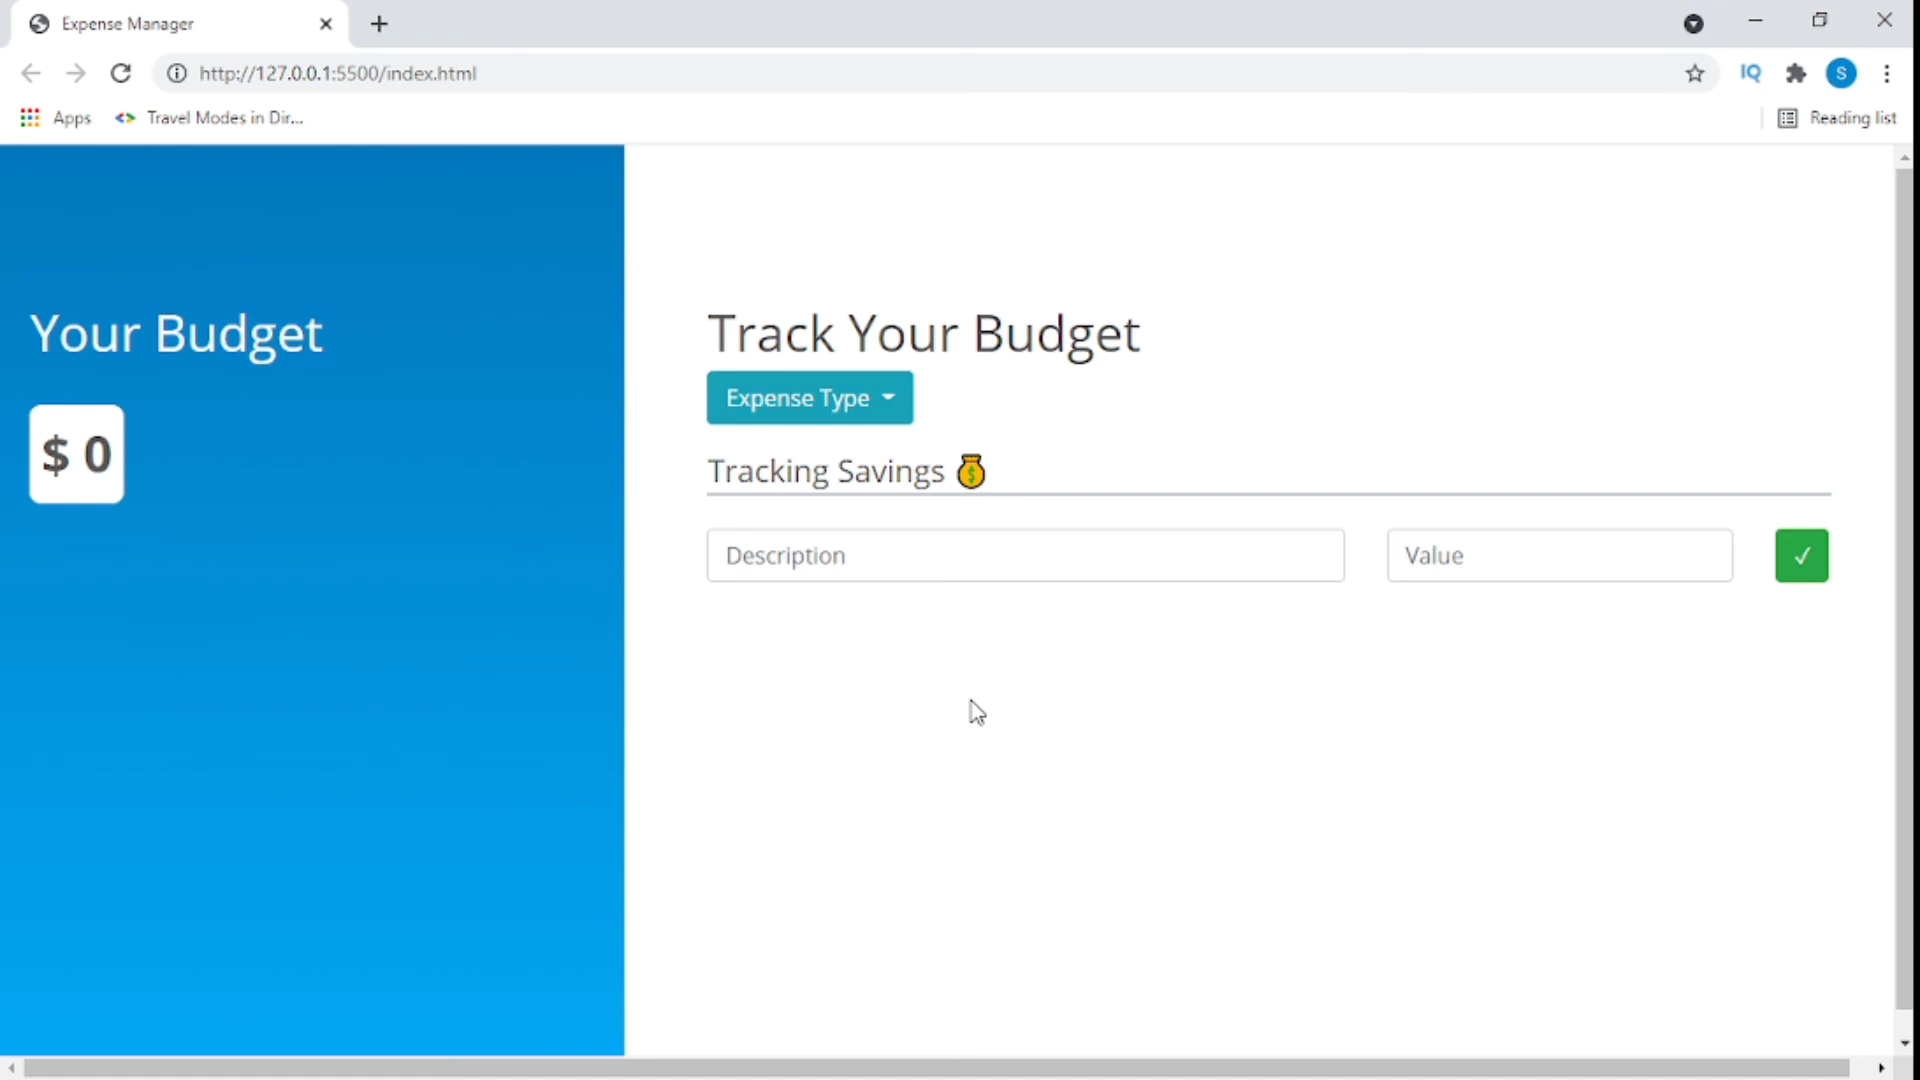 Expense Manager
http://127.0.0.1:5500/index.html
IQ
S
Apps
Travel Modes in Dir...
Reading list
Your Budget
$ 0
Track Your Budget
Expense Type
Tracking Savings
Description
Value